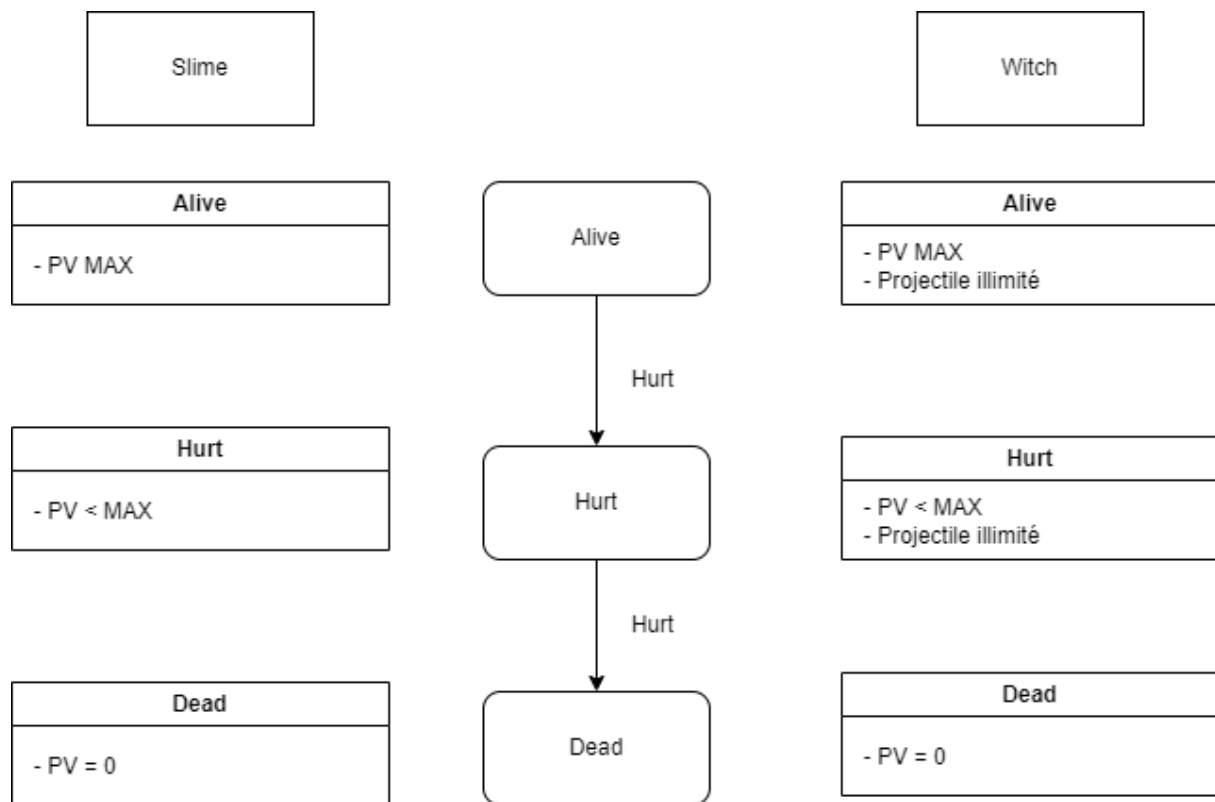 Slime
Witch
Alive
- PV MAX
Alive
Alive
- PV MAX
- Projectile illimité
Hurt
Hurt
- PV < MAX
Hurt
Hurt
- PV < MAX
- Projectile illimité
Hurt
Dead
- PV = 0
Dead
Dead
- PV = 0